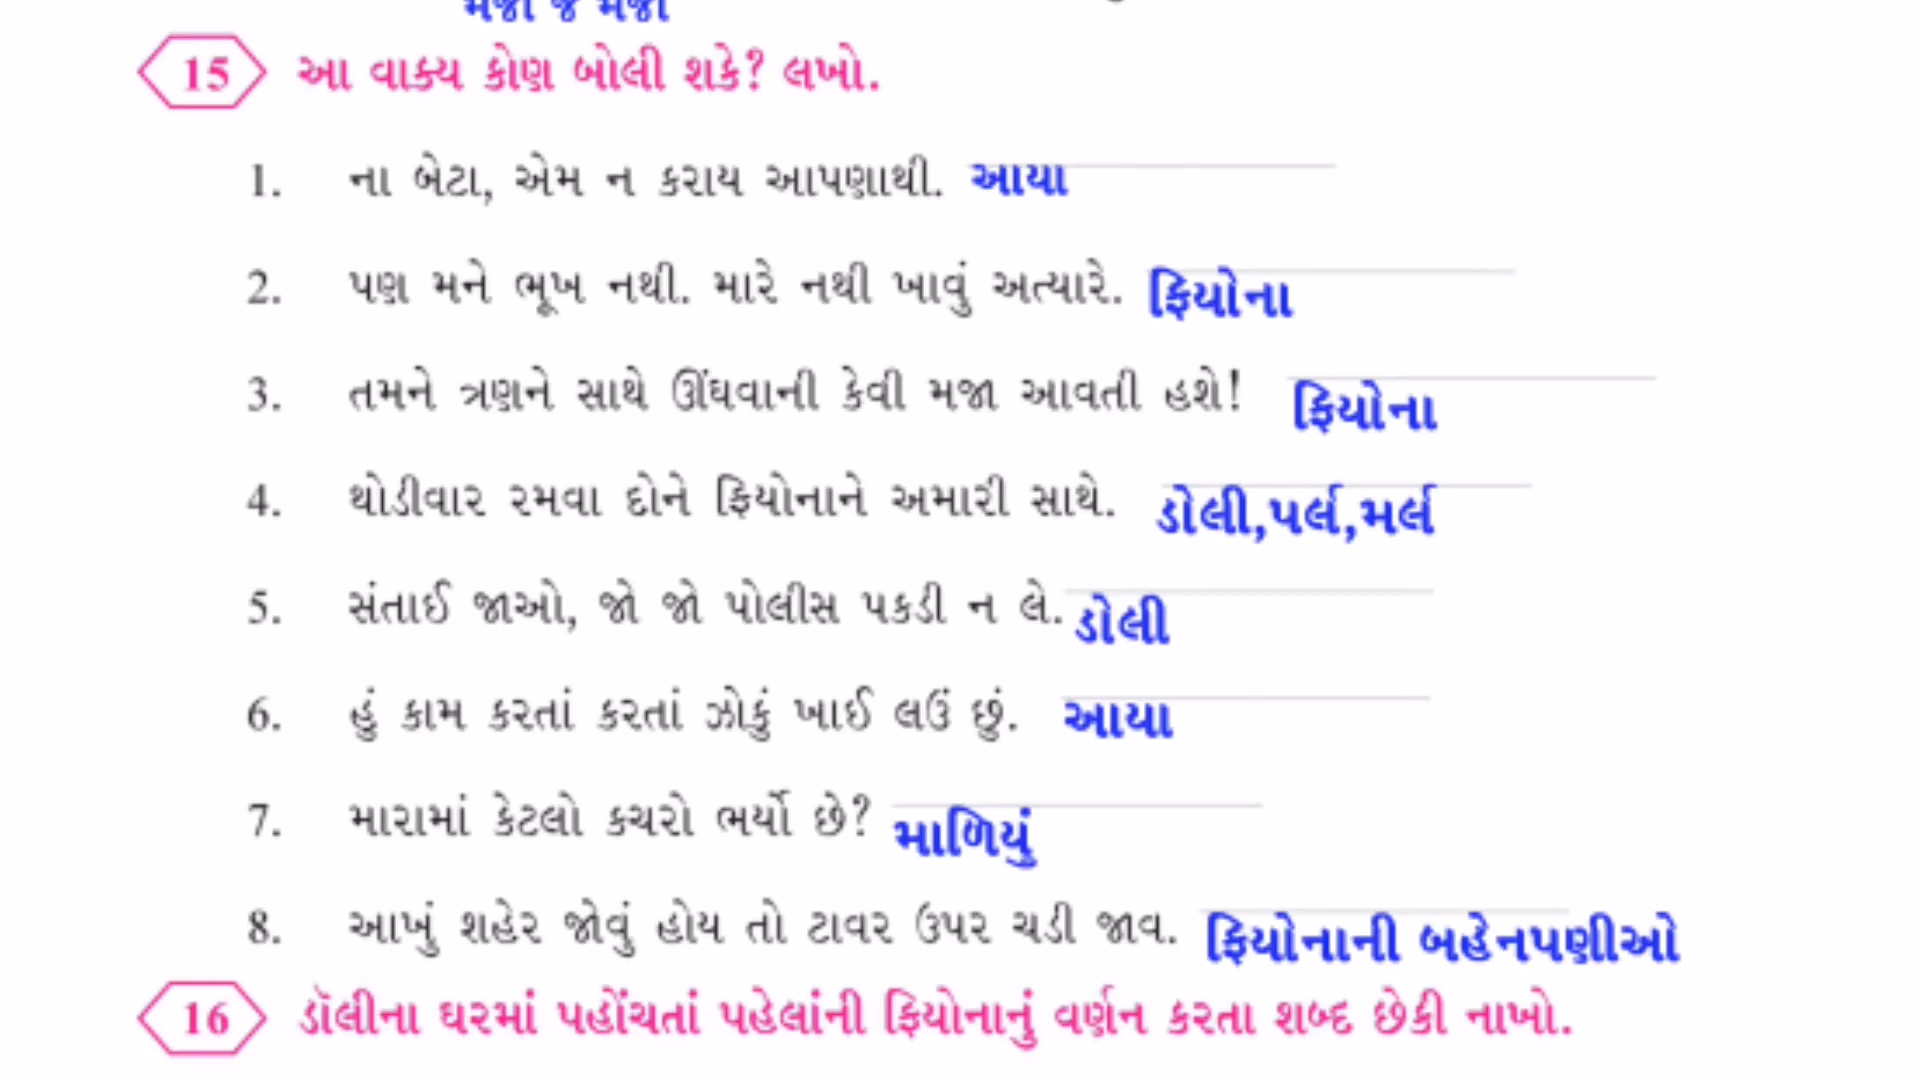 મજા જ મજા
15 આ વાક્ય કોણ બોલી શકે? લખો.
1. ના બેટા, એમ ન કરાય આપણાથી. આયા
2. પણ મને ભૂખ નથી. મારે નથી ખાવું અત્યારે. ફિયોના
3. તમને ત્રણને સાથે ઊંઘવાની કેવી મજા આવતી હશે! ફિયોના
4. થોડીવાર રમવા દોને ફિયોનાને અમારી સાથે. ડોલી,પર્લ,મર્લ
5. સંતાઈ જાઓ, જો જો પોલીસ પકડી ન લે. ડોલી
6. હું કામ કરતાં કરતાં ઝોકું ખાઈ લઉં છું. આયા
7. મારામાં કેટલો કચરો ભર્યો છે? માળિયું
8. આખું શહેર જોવું હોય તો ટાવર ઉપર ચડી જાવ. ફિયોનાની બહેનપણીઓ
16 ડૉલીના ઘરમાં પહોંચતાં પહેલાંની ફિયોનાનું વર્ણન કરતા શબ્દ છેકી નાખો.